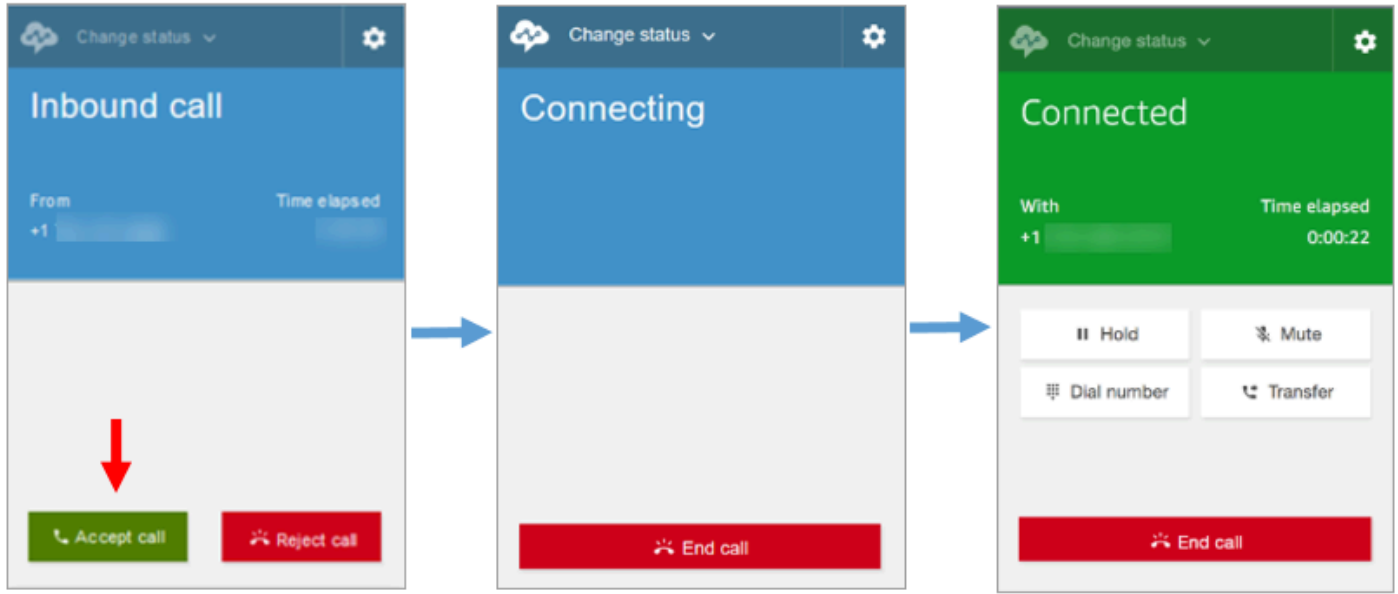 Change status
Inbound call
From Time elapsed
+1
Accept call Reject call
Change status
Connecting
End call
Change status
Connected
With Time elapsed
+1 0:00:22
Hold Mute
Dial number Transfer
End call